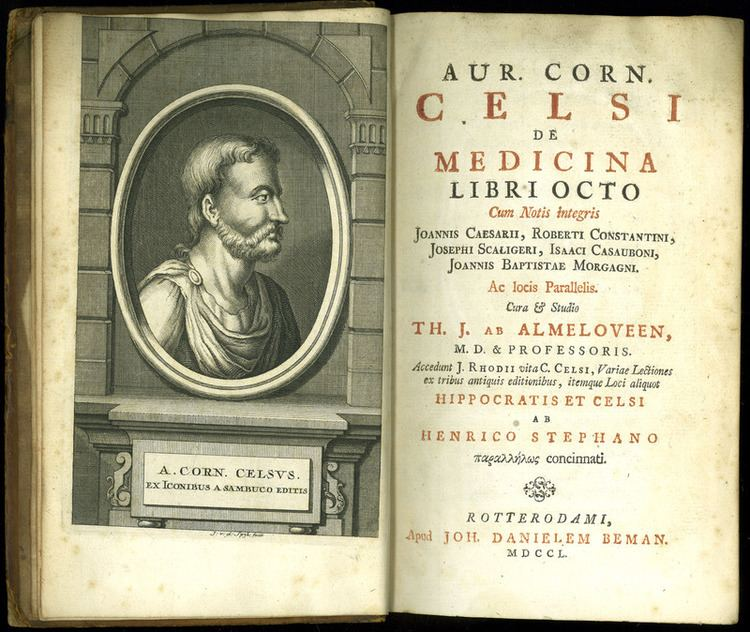 A. CORN. CELSVS.
EX ICONIBUS A SAMBUCO EDITIS
AUR. CORN.
CELSI
DE
MEDICINA
LIBRI OCTO
Cum Notis integris
JOANNIS CAESARII, ROBERTI CONSTANTINI,
JOSEPHI SCALIGERI, ISAACI CASAUBONI,
JOANNIS BAPTISTAE MORGAGNI.
Ac locis Parallelis.
Cura & Studio
TH. J. AB ALMELOVEEN,
M. D. & PROFESSORIS.
Accedunt J. RHODII vita C. CELSI, Variae Lectiones
ex tribus antiquis editionibus, itemque Loci aliquot
HIPPOCRATIS ET CELSI
AB
HENRICO STEPHANO
παραλλήλως concinnati.
ROTTERODAMI,
Apud JOH. DANIELEM BEMAN.
MDCCL.